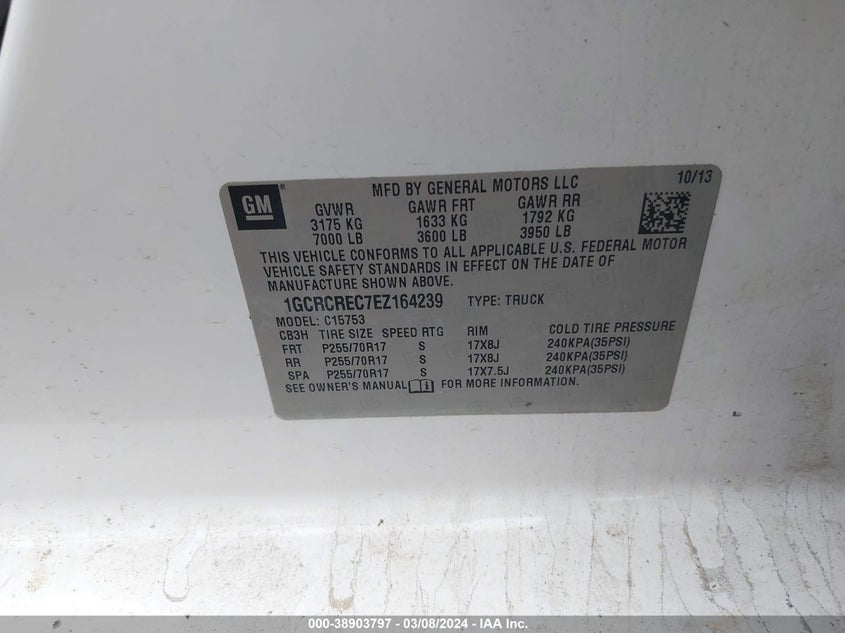 GM
®
MFD BY GENERAL MOTORS LLC
10/13
GVWR GAWR FRT GAWR RR
3175 KG 1633 KG 1792 KG
7000 LB 3600 LB 3950 LB
THIS VEHICLE CONFORMS TO ALL APPLICABLE U.S. FEDERAL MOTOR
VEHICLE SAFETY STANDARDS IN EFFECT ON THE DATE OF
MANUFACTURE SHOWN ABOVE.
1GCRCREC7EZ164239 TYPE: TRUCK
MODEL: C15753
CB3H TIRE SIZE SPEED RTG RIM COLD TIRE PRESSURE
FRT P255/70R17 S 17X8J 240KPA(35PSI)
RR P255/70R17 S 17X8J 240KPA(35PSI)
SPA P255/70R17 S 17X7.5J 240KPA(35PSI)
SEE OWNER'S MANUAL FOR MORE INFORMATION.
000-38903797 - 03/08/2024 - IAA Inc.